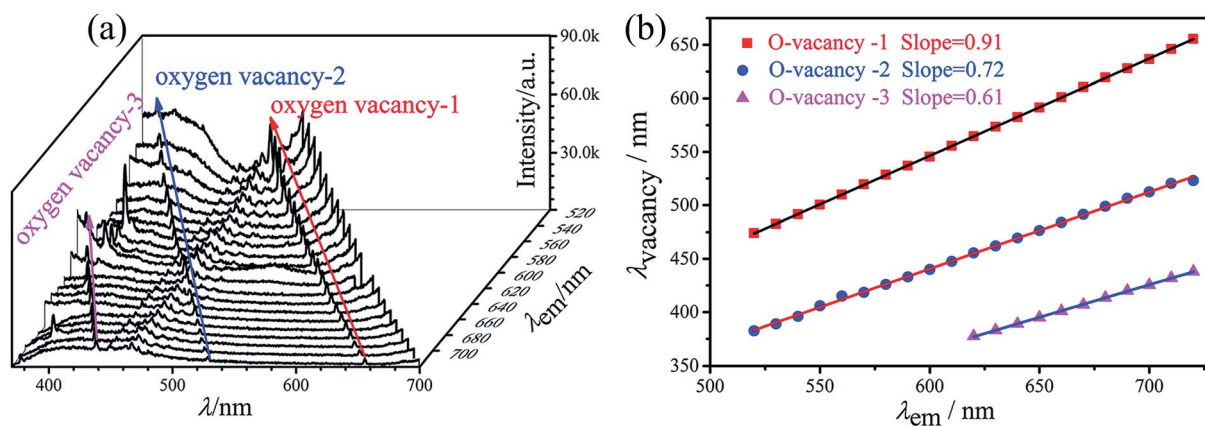 (a)
oxygen vacancy-2
oxygen vacancy-1
oxygen vacancy-3
90.0k
60.0k
30.0k
Intensity/a.u.
520
540
560
580
600
620
640
660
680
700
λem/nm
400 500 600 700
λ/nm
(b)
O-vacancy -1 Slope=0.91
O-vacancy -2 Slope=0.72
O-vacancy -3 Slope=0.61
650
600
550
500
450
400
350
λvacancy / nm
500 550 600 650 700
λem / nm